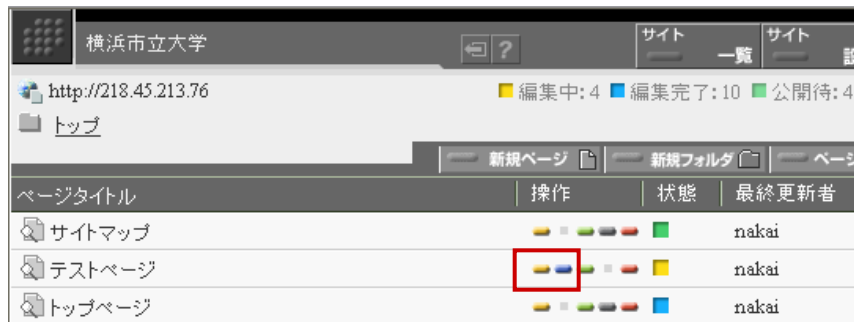 横浜市立大学
?
サイト
一覧
サイト
http://218.45.213.76
編集中: 4 編集完了: 10 公開待: 4
トップ
新規ページ 新規フォルダ ページ
ページタイトル 操作 状態 最終更新者
サイトマップ nakai
テストページ nakai
トップページ nakai